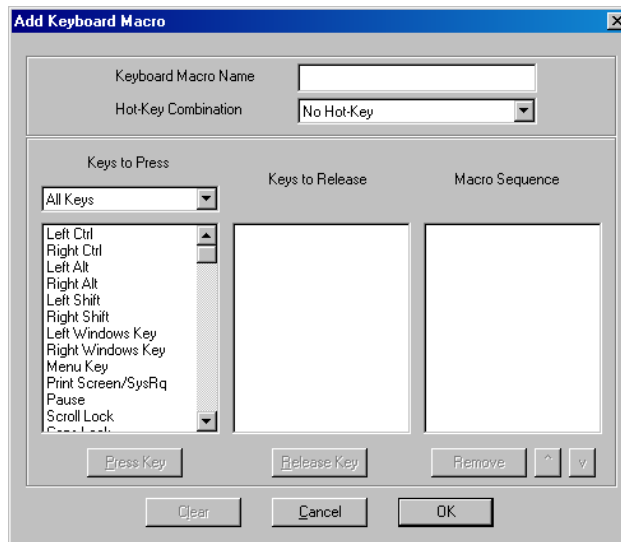 Add Keyboard Macro
Keyboard Macro Name
Hot-Key Combination
No Hot-Key
Keys to Press
Keys to Release
Macro Sequence
All Keys
Left Ctrl
Right Ctrl
Left Alt
Right Alt
Left Shift
Right Shift
Left Windows Key
Right Windows Key
Menu Key
Print Screen/SysRq
Pause
Scroll Lock
Caps Lock
Press Key
Release Key
Remove
^
v
Clear
Cancel
OK